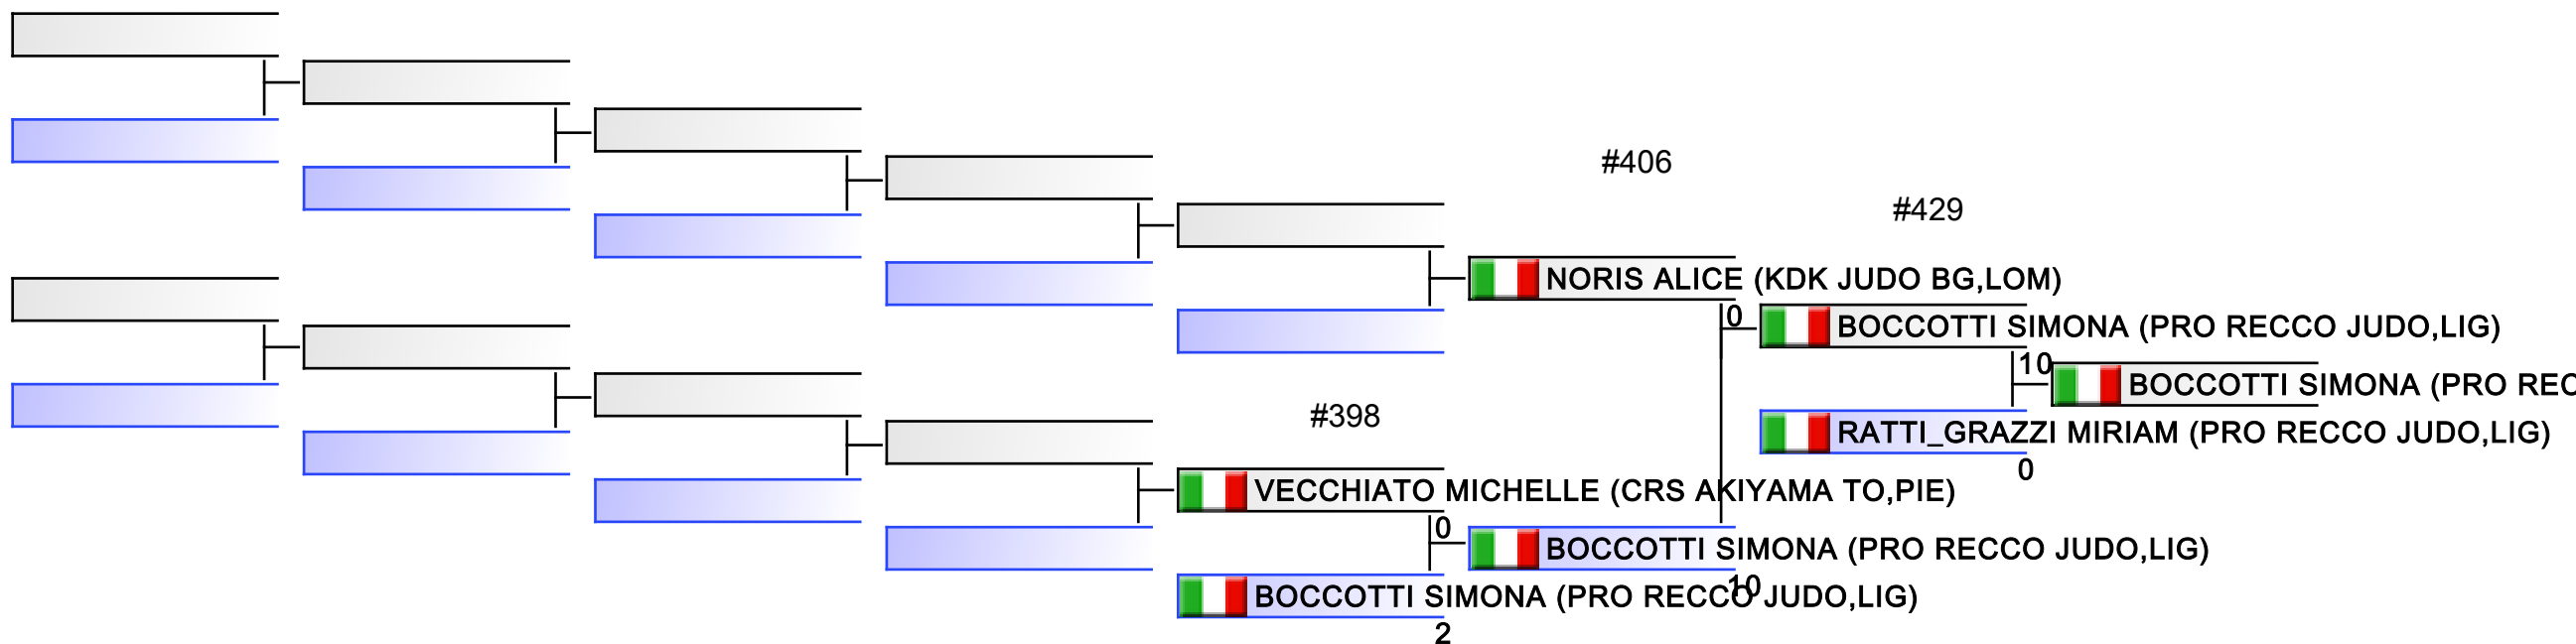 #406
#429
NORIS ALICE (KDK JUDO BG,LOM)
0
BOCCOTTI SIMONA (PRO RECCO JUDO,LIG)
10
BOCCOTTI SIMONA (PRO REC
#398
RATTI_GRAZZI MIRIAM (PRO RECCO JUDO,LIG)
0
VECCHIATO MICHELLE (CRS AKIYAMA TO,PIE)
0
BOCCOTTI SIMONA (PRO RECCO JUDO,LIG)
10
BOCCOTTI SIMONA (PRO RECCO JUDO,LIG)
2